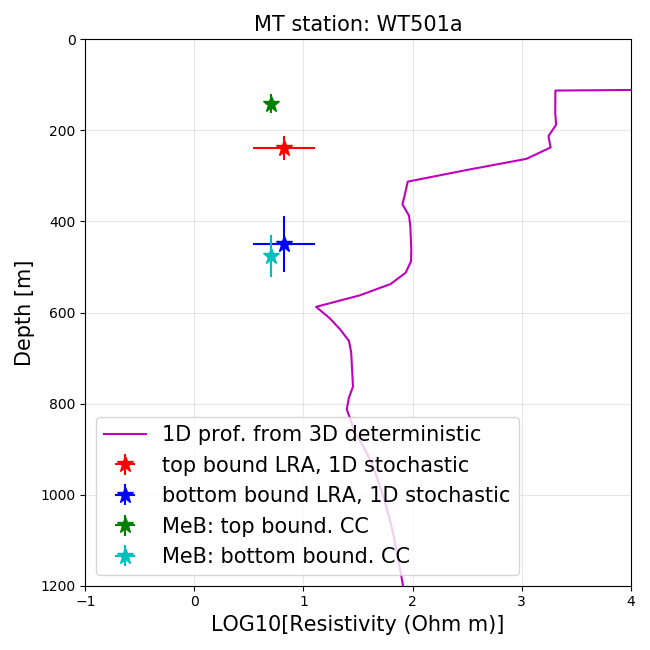 MT station: WT501a
0
200
400
600
800
1000
1200
Depth [m]
1D prof. from 3D deterministic
top bound LRA, 1D stochastic
bottom bound LRA, 1D stochastic
MeB: top bound. CC
MeB: bottom bound. CC
−1 0 1 2 3 4
LOG10[Resistivity (Ohm m)]